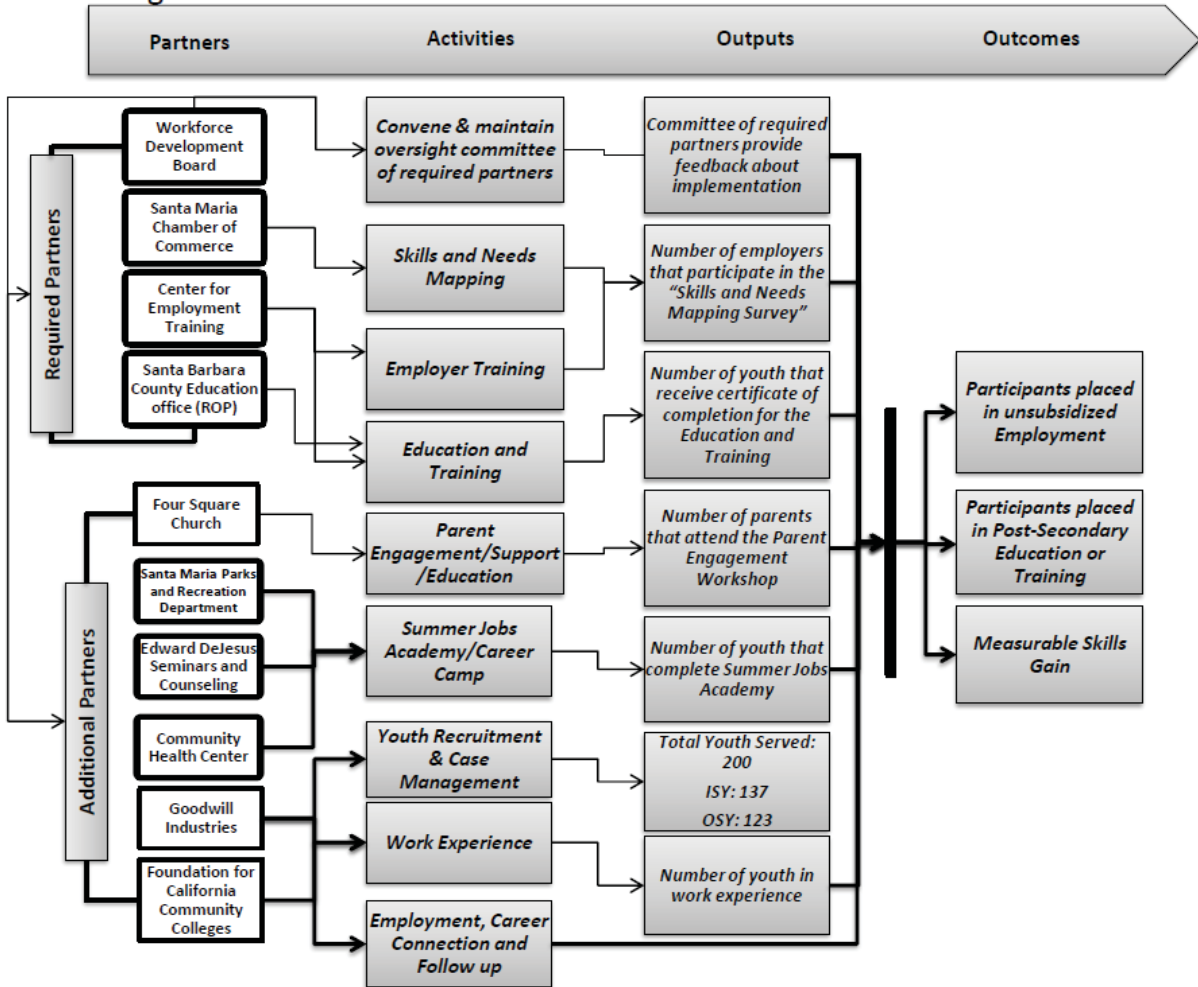 Partners
Activities
Outputs
Outcomes
Required Partners
Workforce
Development
Board
Santa Maria
Chamber of
Commerce
Center for
Employment
Training
Santa Barbara
County Education
office (ROP)
Additional Partners
Four Square
Church
Santa Maria Parks
and Recreation
Department
Edward DeJesus
Seminars and
Counseling
Community
Health Center
Goodwill
Industries
Foundation for
California
Community
Colleges
Convene & maintain
oversight committee
of required partners
Skills and Needs
Mapping
Employer Training
Education and
Training
Parent
Engagement/Support
/Education
Summer Jobs
Academy/Career
Camp
Youth Recruitment
& Case
Management
Work Experience
Employment, Career
Connection and
Follow up
Committee of required
partners provide
feedback about
implementation
Number of employers
that participate in the
“Skills and Needs
Mapping Survey”
Number of youth that
receive certificate of
completion for the
Education and
Training
Number of parents
that attend the Parent
Engagement
Workshop
Number of youth that
complete Summer Jobs
Academy
Total Youth Served:
200
ISY: 137
OSY: 123
Number of youth in
work experience
Participants placed
in unsubsidized
Employment
Participants placed
in Post-Secondary
Education or
Training
Measurable Skills
Gain